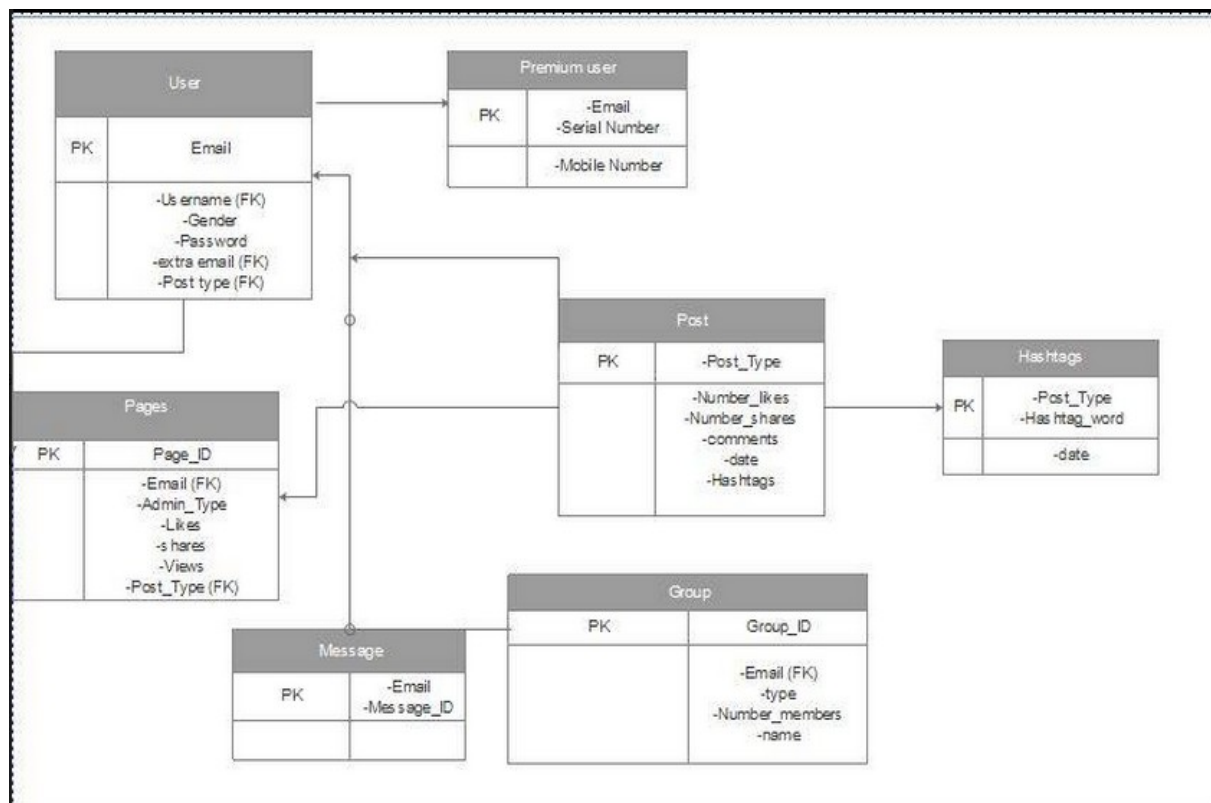 User
PK
Email
-Username (FK)
-Gender
-Password
-extra email (FK)
-Post type (FK)
Premium user
PK
-Email
-Serial Number
-Mobile Number
Post
PK
-Post_Type
-Number_likes
-Number_shares
-comments
-date
-Hashtags
Hashtags
PK
-Post_Type
-Hashtag_word
-date
Pages
PK
Page_ID
-Email (FK)
-Admin_Type
-Likes
-shares
-Views
-Post_Type (FK)
Message
PK
-Email
-Message_ID
Group
PK
Group_ID
-Email (FK)
-type
-Number_members
-name